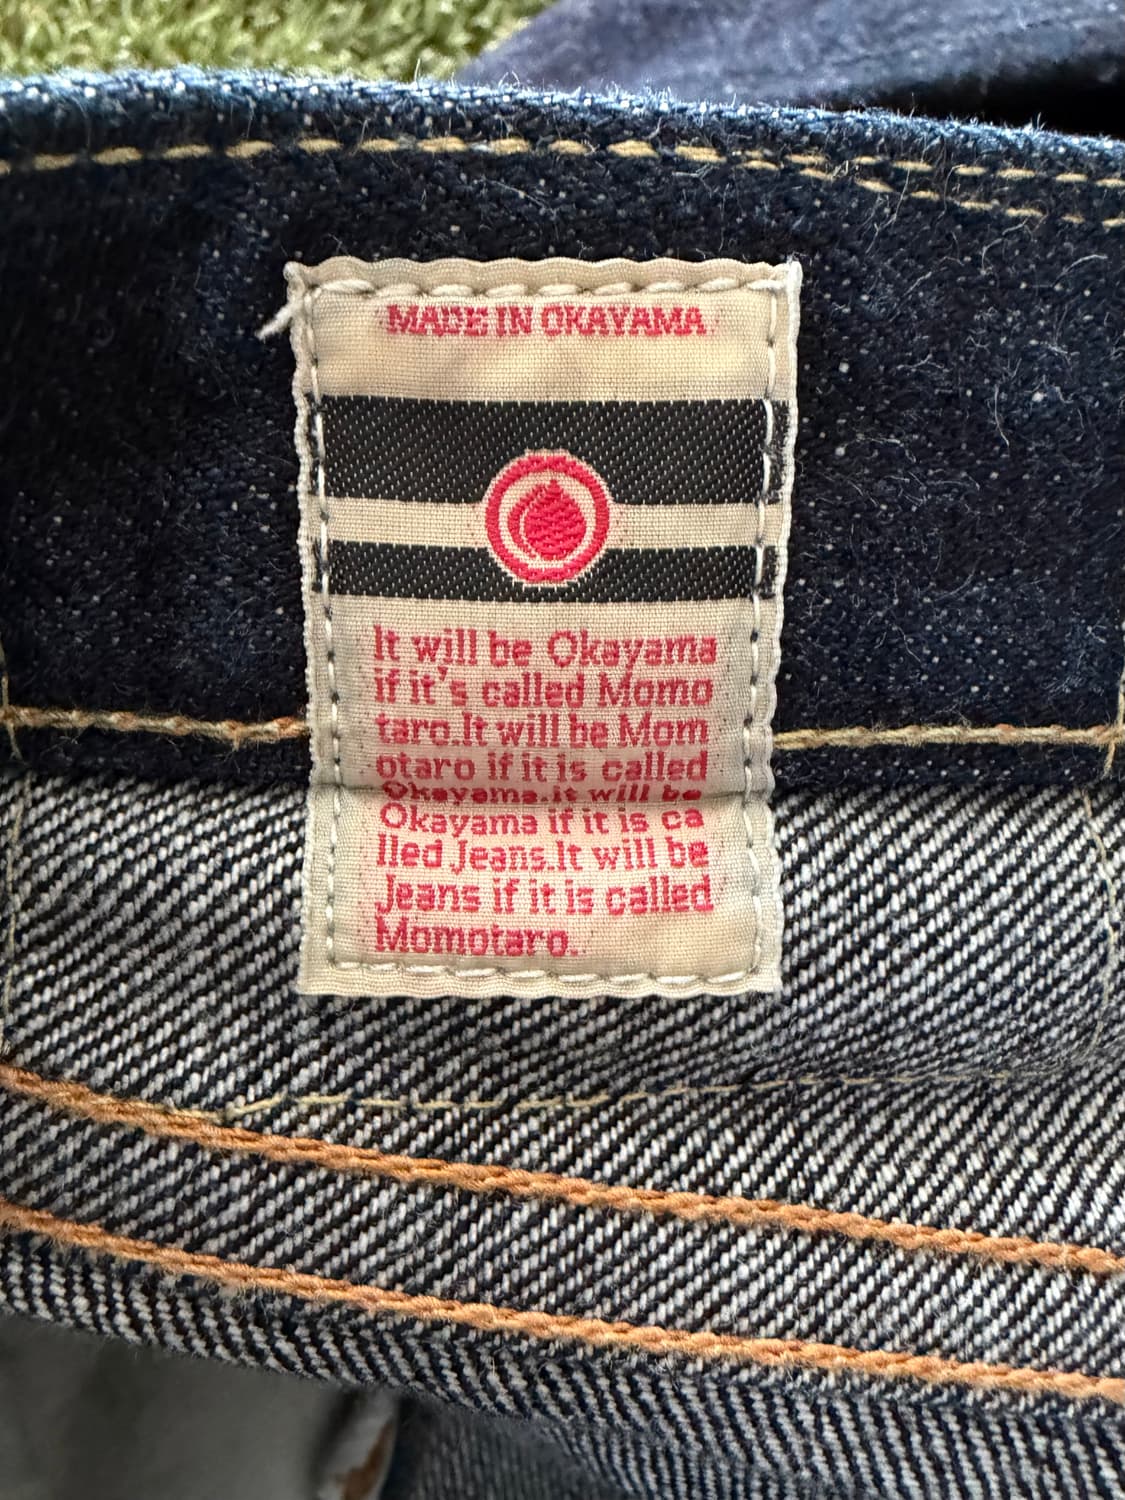 MADE IN OKAYAMA
It will be Okayama
if it's called Momo
taro.It will be Mom
otaro if it is called
Okayama.It will be
Okayama if it is ca
lled Jeans.It will be
Jeans if it is called
Momotaro.